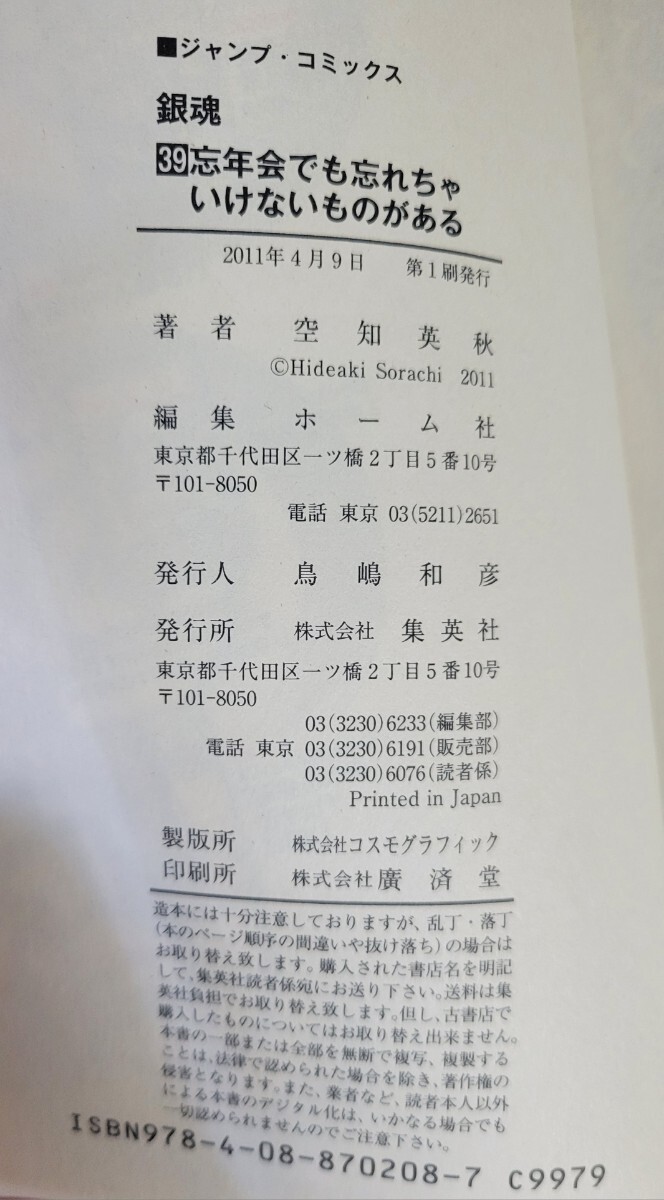 ■ジャンプ・コミックス
銀魂
39忘年会でも忘れちゃ
いけないものがある
2011年4月9日 第1刷発行
著者 空知英秋
©Hideaki Sorachi 2011
編集 ホーム社
東京都千代田区一ツ橋2丁目5番10号
〒101-8050
電話 東京 03(5211)2651
発行人 鳥嶋和彦
発行所 株式会社 集英社
東京都千代田区一ツ橋2丁目5番10号
〒101-8050
03(3230)6233(編集部)
電話 東京 03(3230)6191(販売部)
03(3230)6076(読者係)
Printed in Japan
製版所 株式会社コスモグラフィック
印刷所 株式会社 廣済堂
造本には十分注意しておりますが、乱丁・落丁
(本のページ順序の間違いや抜け落ち)の場合は
お取り替え致します。購入された書店名を明記
して、集英社読者係宛にお送り下さい。送料は集
英社負担でお取り替え致します。但し、古書店で
購入したものについてはお取り替え出来ません。
本書の一部または全部を無断で複写、複製する
ことは、法律で認められた場合を除き、著作権の
侵害となります。また、業者など、読者本人以外
による本書のデジタル化は、いかなる場合でも
一切認められませんのでご注意下さい。
ISBN978-4-08-870208-7 C9979